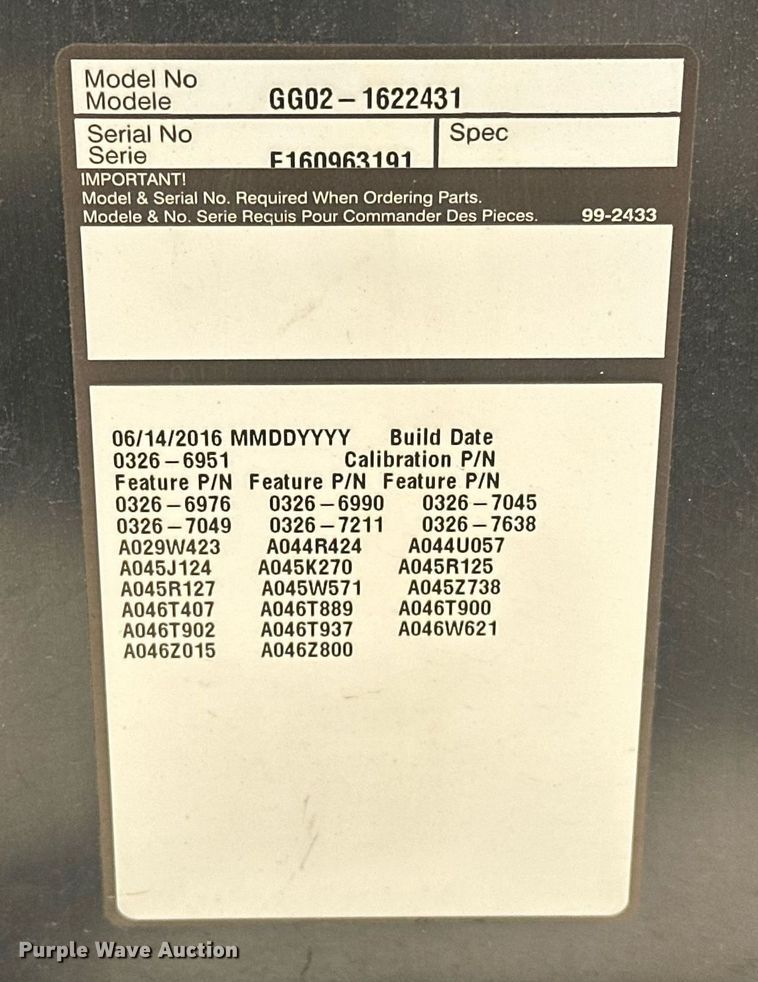 Model No
Modele GG02-1622431
Serial No Spec
Serie F160963191
IMPORTANT!
Model & Serial No. Required When Ordering Parts.
Modele & No. Serie Requis Pour Commander Des Pieces. 99-2433
06/14/2016 MMDDYYYY Build Date
0326-6951 Calibration P/N
Feature P/N Feature P/N Feature P/N
0326-6976 0326-6990 0326-7045
0326-7049 0326-7211 0326-7638
A029W423 A044R424 A044U057
A045J124 A045K270 A045R125
A045R127 A045W571 A045Z738
A046T407 A046T889 A046T900
A046T902 A046T937 A046W621
A046Z015 A046Z800
Purple Wave Auction